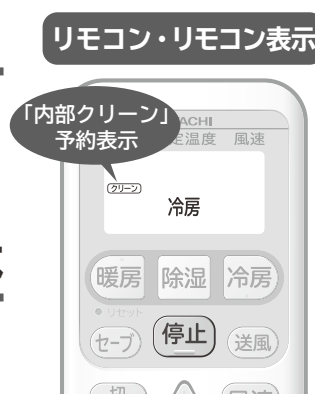 リモコン・リモコン表示
「内部クリーン」
予約表示
ACHI
定温度 風速
クリーン
冷房
暖房 除湿 冷房
リセット
セーブ 停止 送風
切